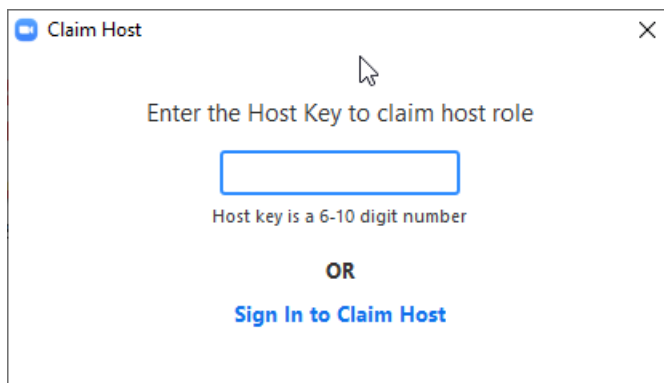 Claim Host
Enter the Host Key to claim host role
Host key is a 6-10 digit number
OR
Sign In to Claim Host